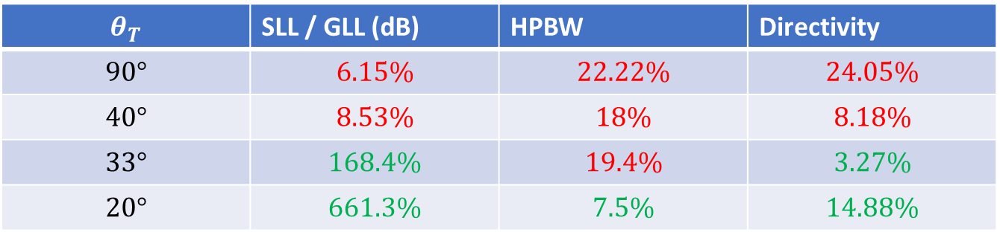 θ_T SLL / GLL (dB) HPBW Directivity
90° 6.15% 22.22% 24.05%
40° 8.53% 18% 8.18%
33° 168.4% 19.4% 3.27%
20° 661.3% 7.5% 14.88%